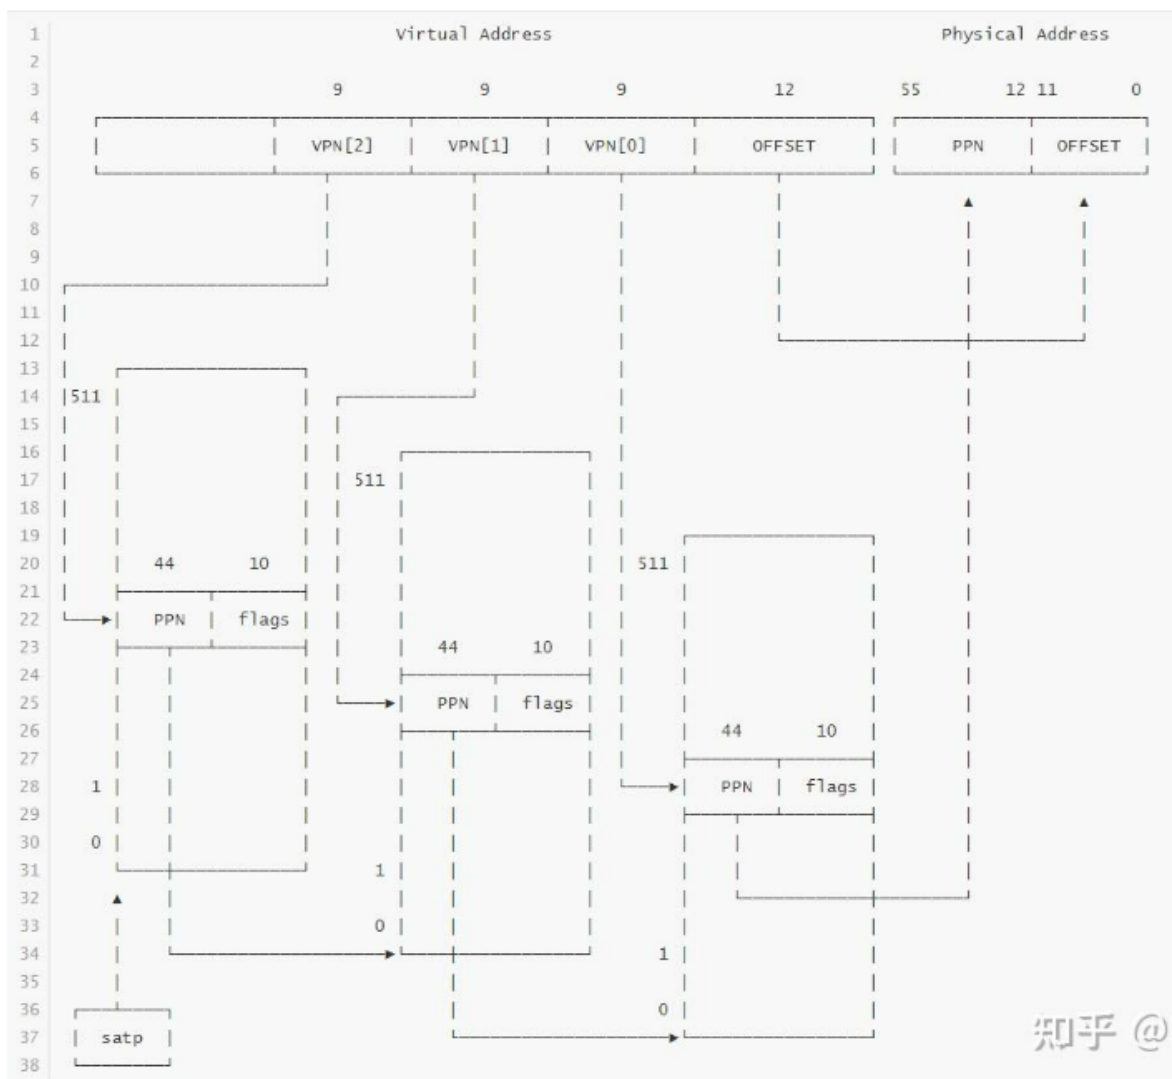 1 Virtual Address Physical Address
2
3 9 9 9 12 55 12 11 0
4
5 VPN[2] VPN[1] VPN[0] OFFSET PPN OFFSET
6
7
8
9
10
11
12
13
14 511
15
16
17 511
18
19
20 44 10 511
21
22 PPN flags
23 44 10
24
25 PPN flags
26 44 10
27
28 1 PPN flags
29
30 0
31 1
32
33 0
34 1
35
36 0
37 satp
38
知乎 @